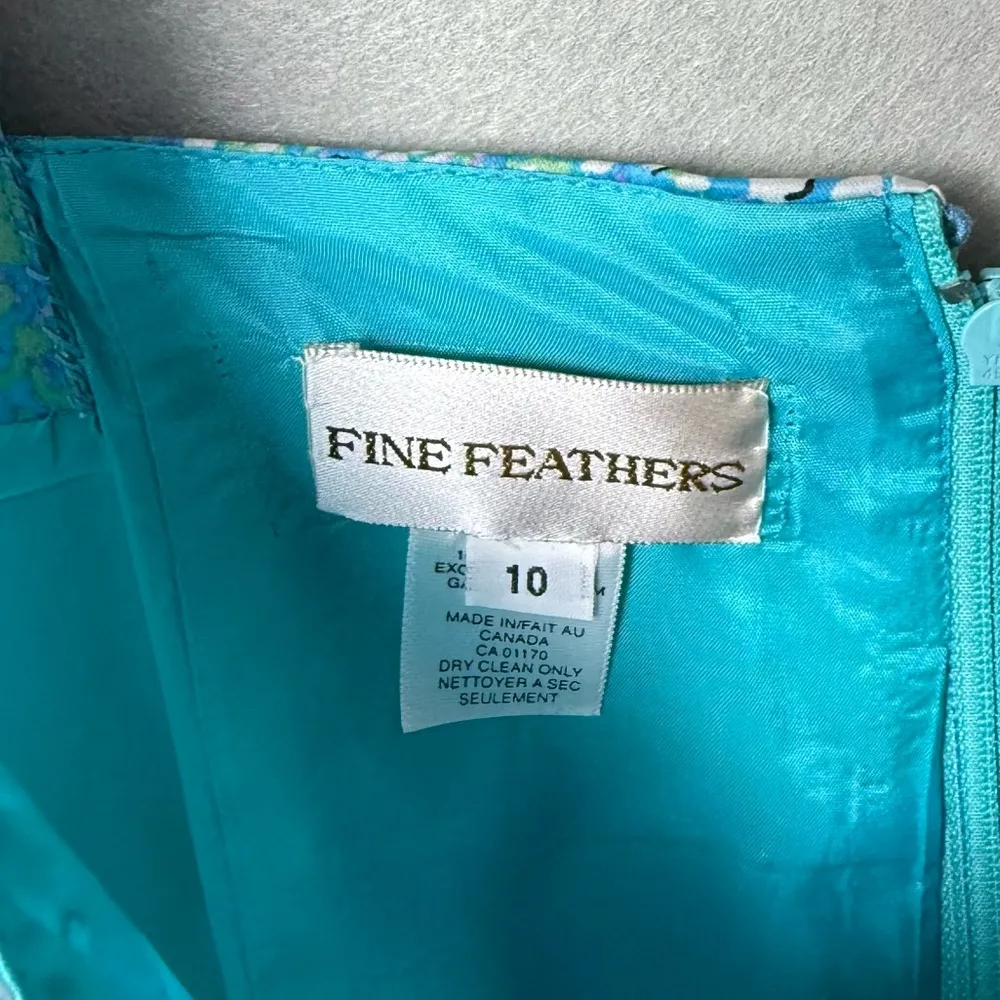 FINE FEATHERS
10
MADE IN/FAIT AU
CANADA
CA 01170
DRY CLEAN ONLY
NETTOYER A SEC
SEULEMENT